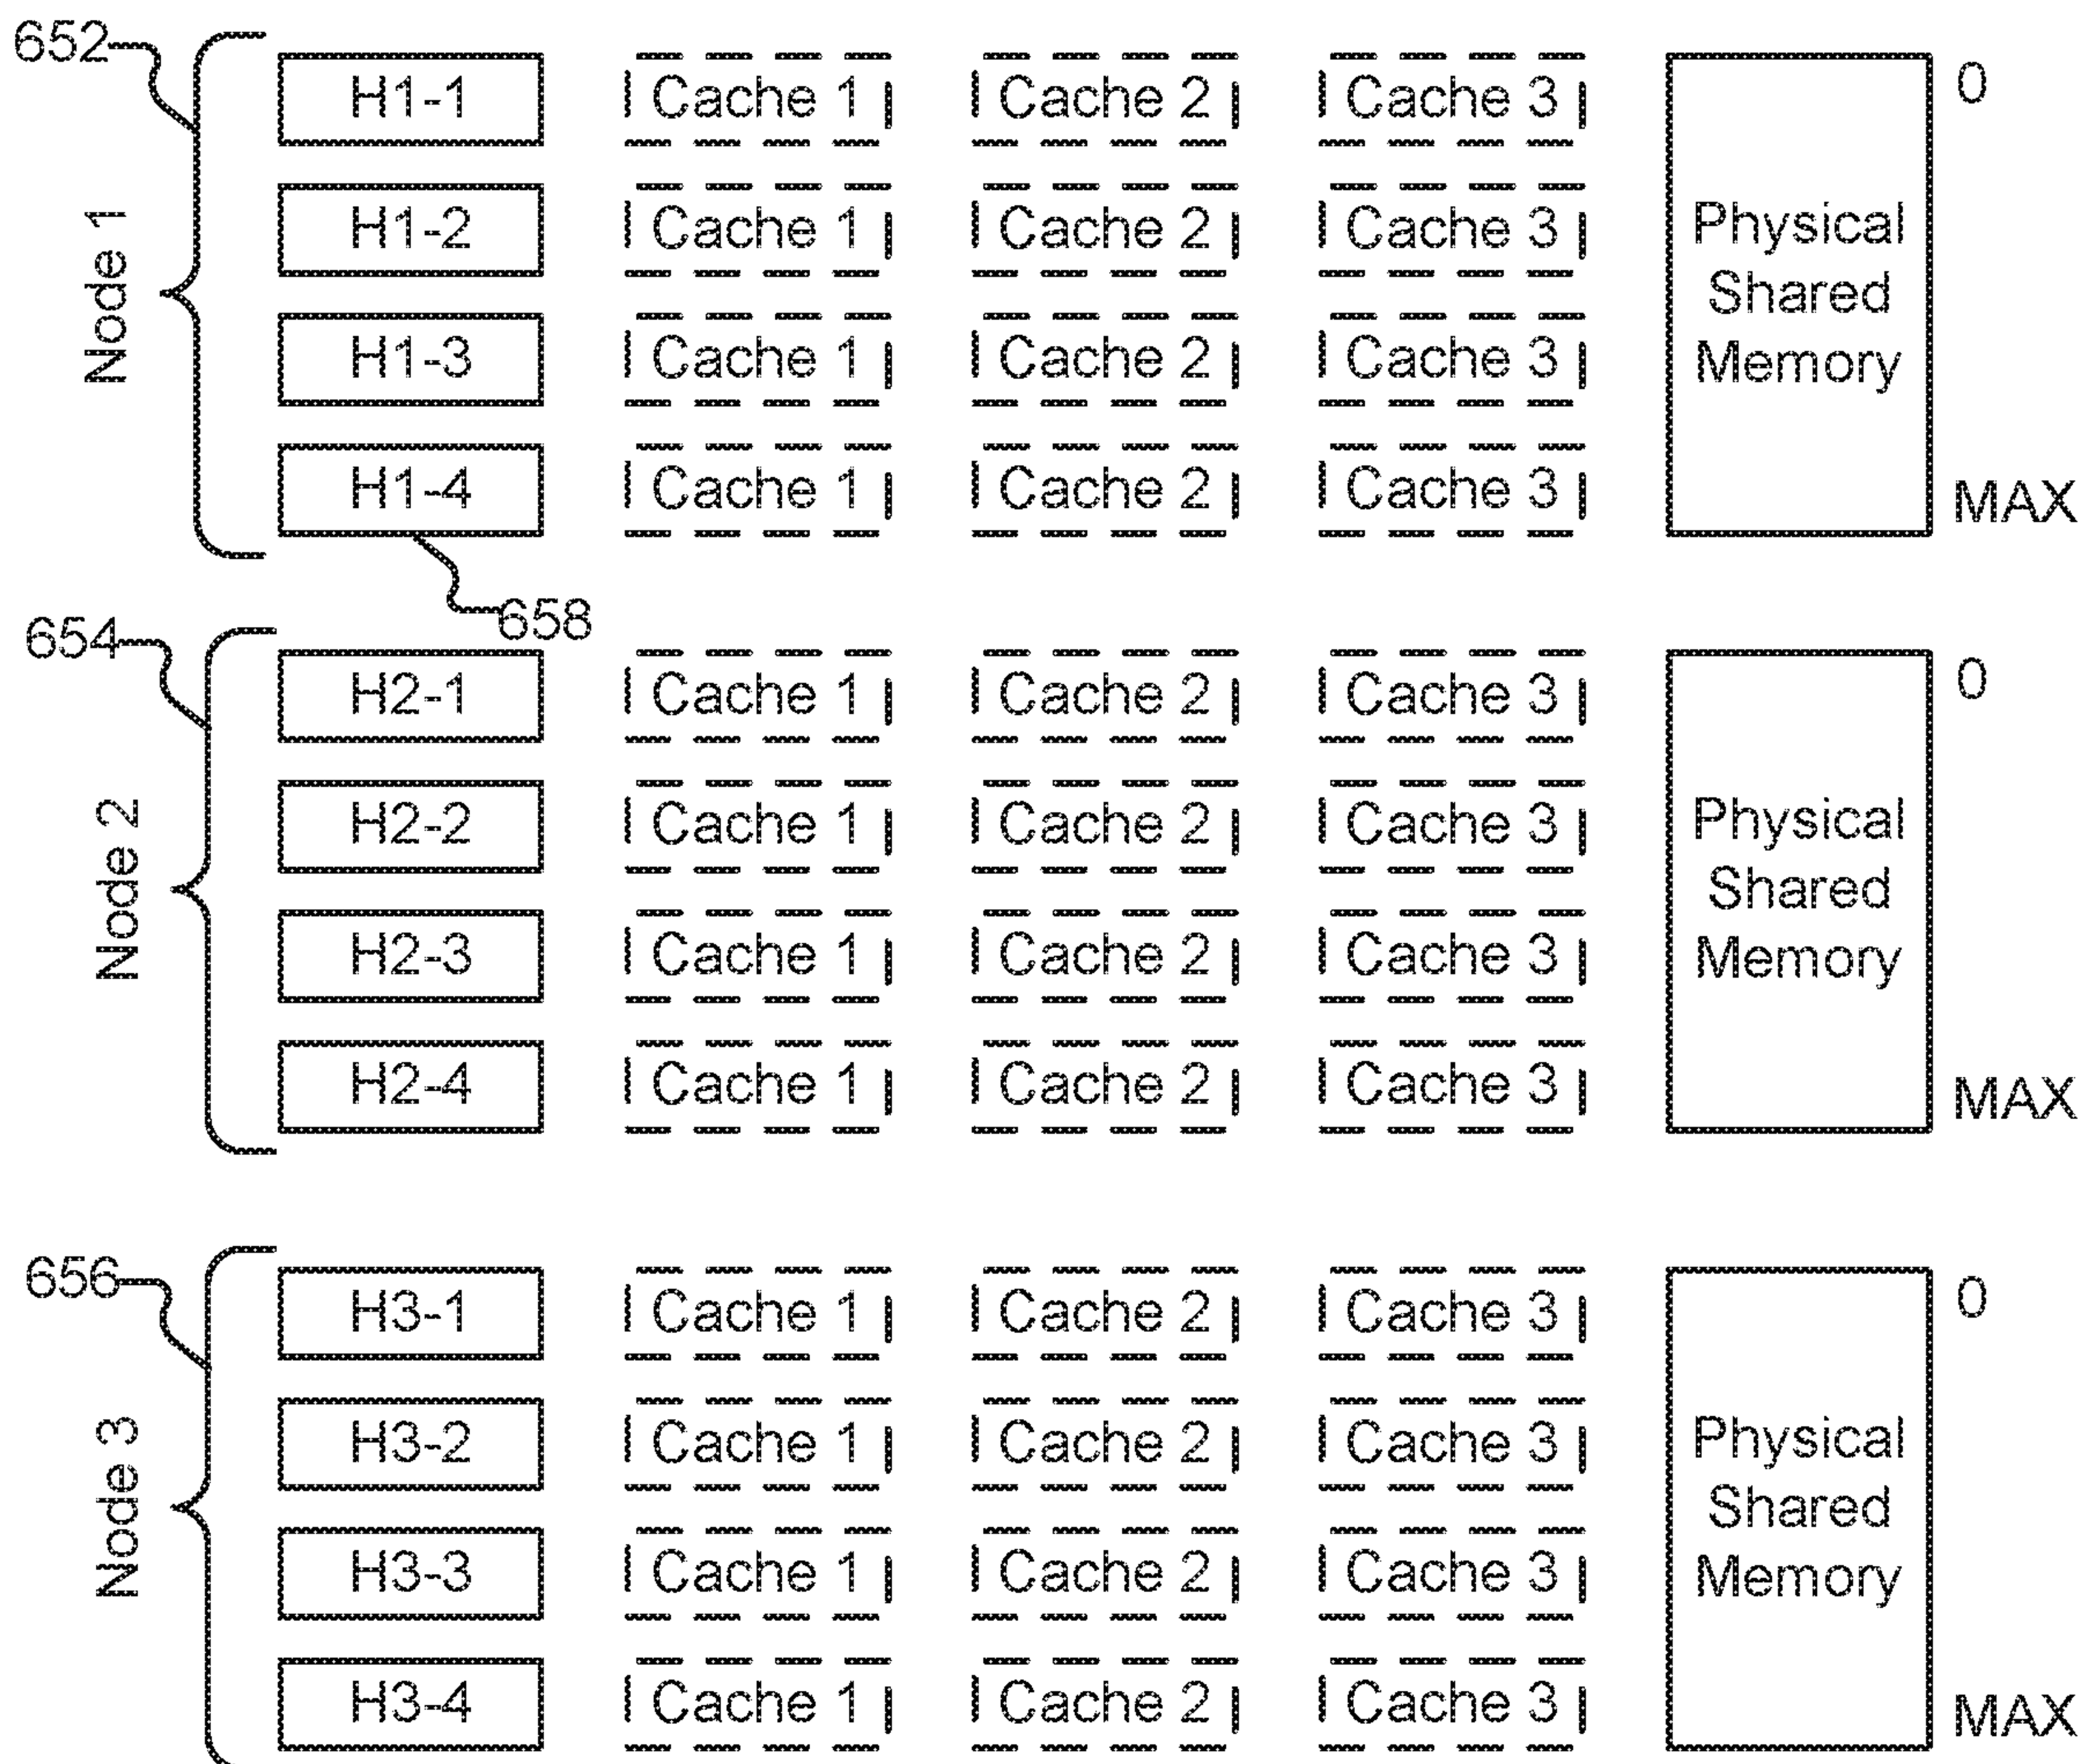 652
H1-1 Cache 1 Cache 2 Cache 3 0
H1-2 Cache 1 Cache 2 Cache 3
Node 1
Physical
Shared
Memory
H1-3 Cache 1 Cache 2 Cache 3
H1-4 Cache 1 Cache 2 Cache 3 MAX
658
654
H2-1 Cache 1 Cache 2 Cache 3 0
H2-2 Cache 1 Cache 2 Cache 3
Node 2
Physical
Shared
Memory
H2-3 Cache 1 Cache 2 Cache 3
H2-4 Cache 1 Cache 2 Cache 3 MAX
656
H3-1 Cache 1 Cache 2 Cache 3 0
H3-2 Cache 1 Cache 2 Cache 3
Node 3
Physical
Shared
Memory
H3-3 Cache 1 Cache 2 Cache 3
H3-4 Cache 1 Cache 2 Cache 3 MAX